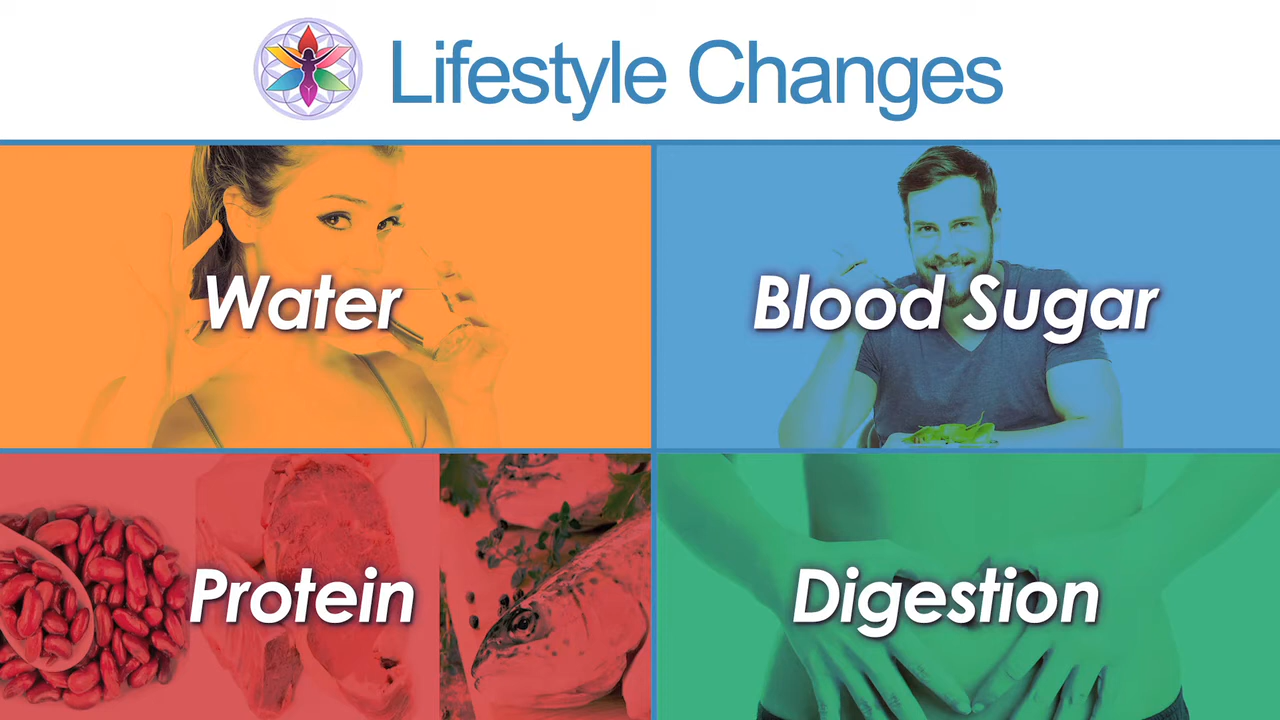 Lifestyle Changes
Water
Blood Sugar
Protein
Digestion